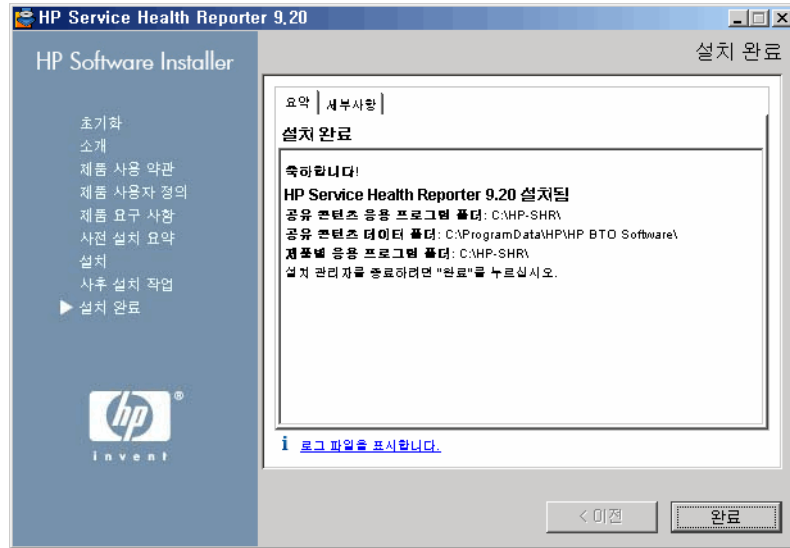 HP Service Health Reporter 9.20
HP Software Installer
설치 완료
초기화
소개
제품 사용 약관
제품 사용자 정의
제품 요구 사항
사전 설치 요약
설치
사후 설치 작업
설치 완료
hp
®
invent
요약
세부사항
설치 완료
축하합니다!
HP Service Health Reporter 9.20 설치됨
공유 콘텐츠 응용 프로그램 폴더: C:\HP-SHR\
공유 콘텐츠 데이터 폴더: C:\ProgramData\HP\HP BTO Software\
제품별 응용 프로그램 폴더: C:\HP-SHR\
설치 관리자를 종료하려면 "완료"를 누르십시오.
i 로그 파일을 표시합니다.
< 이전
완료